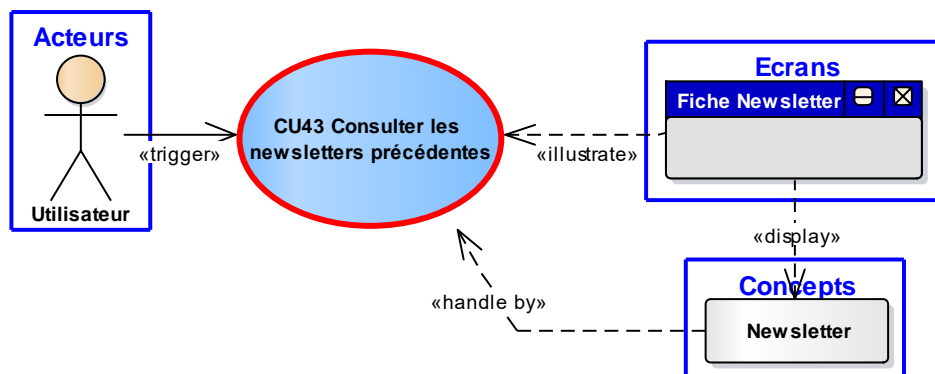 Acteurs
Utilisateur
«trigger»
CU43 Consulter les
newsletters précédentes
«illustrate»
Ecrans
Fiche Newsletter
«display»
«handle by»
Concepts
Newsletter